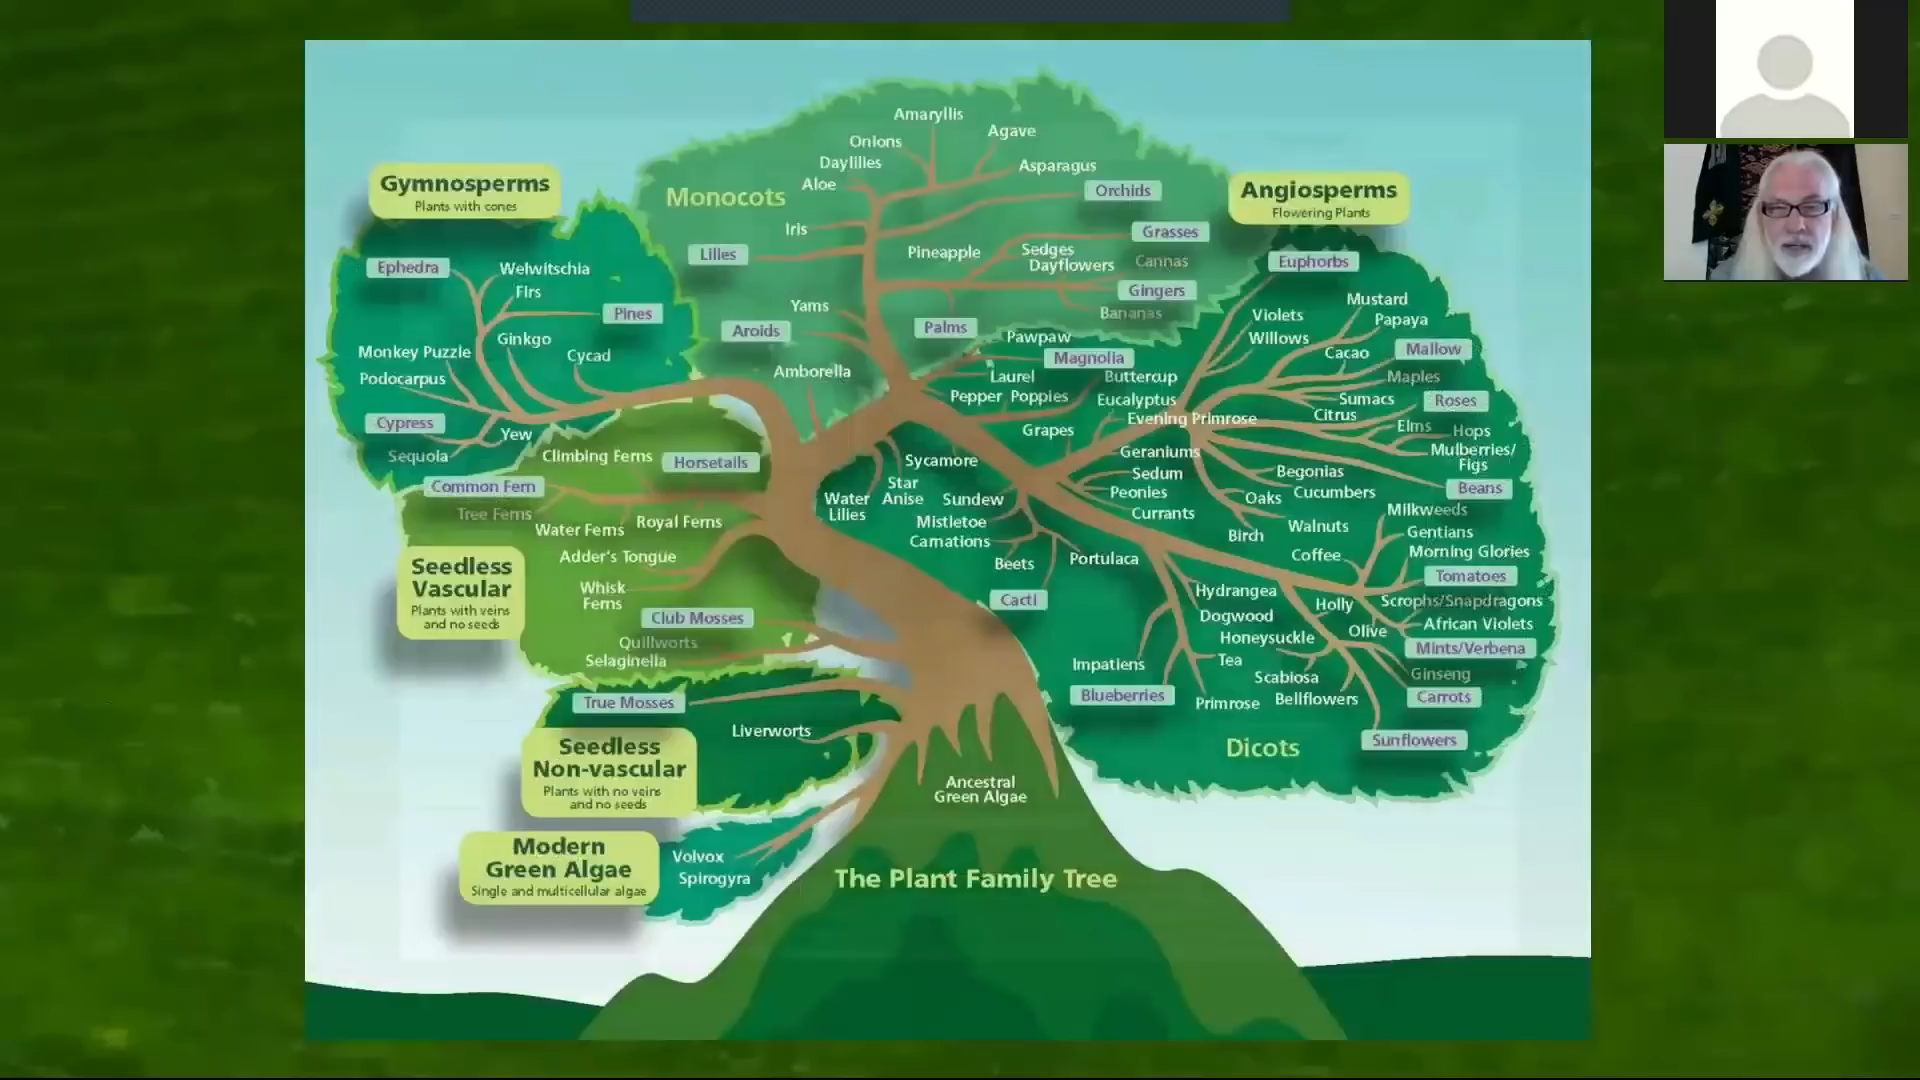 Gymnosperms
Plants with cones
Ephedra
Welwitschia
Firs
Pines
Ginkgo
Monkey Puzzle
Cycad
Podocarpus
Cypress
Yew
Sequoia
Monocots
Amaryllis
Onions
Agave
Daylilies
Asparagus
Aloe
Orchids
Iris
Grasses
Lilies
Pineapple
Sedges
Dayflowers
Cannas
Gingers
Yams
Bananas
Aroids
Palms
Amborella
Angiosperms
Flowering Plants
Euphorbs
Mustard
Violets
Papaya
Willows
Cacao
Mallow
Maples
Sumacs
Roses
Citrus
Elms
Hops
Mulberries/
Figs
Begonias
Beans
Oaks
Cucumbers
Birch
Walnuts
Pawpaw
Magnolia
Laurel
Buttercup
Pepper
Poppies
Eucalyptus
Evening Primrose
Grapes
Geraniums
Sedum
Peonies
Currants
Sycamore
Star
Anise
Water
Lilies
Sundew
Mistletoe
Carnations
Beets
Portulaca
Cacti
Milkweeds
Gentians
Coffee
Morning Glories
Tomatoes
Hydrangea
Holly
Scrophs/Snapdragons
Dogwood
Olive
African Violets
Honeysuckle
Mints/Verbena
Impatiens
Tea
Ginseng
Scabiosa
Blueberries
Primrose
Bellflowers
Carrots
Sunflowers
Dicots
Climbing Ferns
Horsetails
Common Fern
Tree Ferns
Water Ferns
Royal Ferns
Adder's Tongue
Whisk
Ferns
Seedless
Vascular
Plants with veins
and no seeds
Club Mosses
Quillworts
Selaginella
True Mosses
Liverworts
Seedless
Non-vascular
Plants with no veins
and no seeds
Modern
Green Algae
Single and multicellular algae
Volvox
Spirogyra
Ancestral
Green Algae
The Plant Family Tree